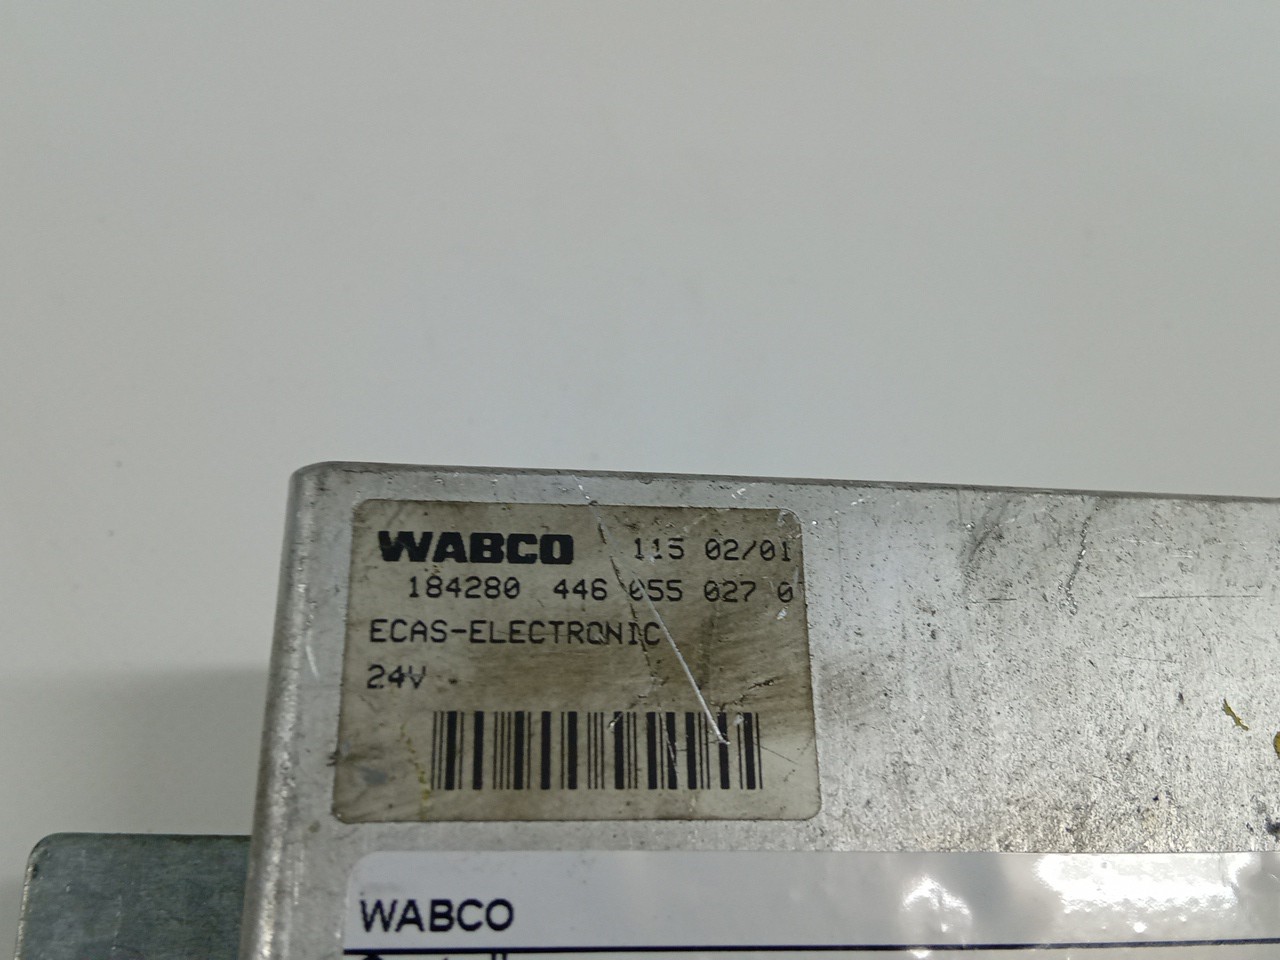 WABCO 115 02/01
184280 446 055 027 0
ECAS-ELECTRONIC
24V
WABCO